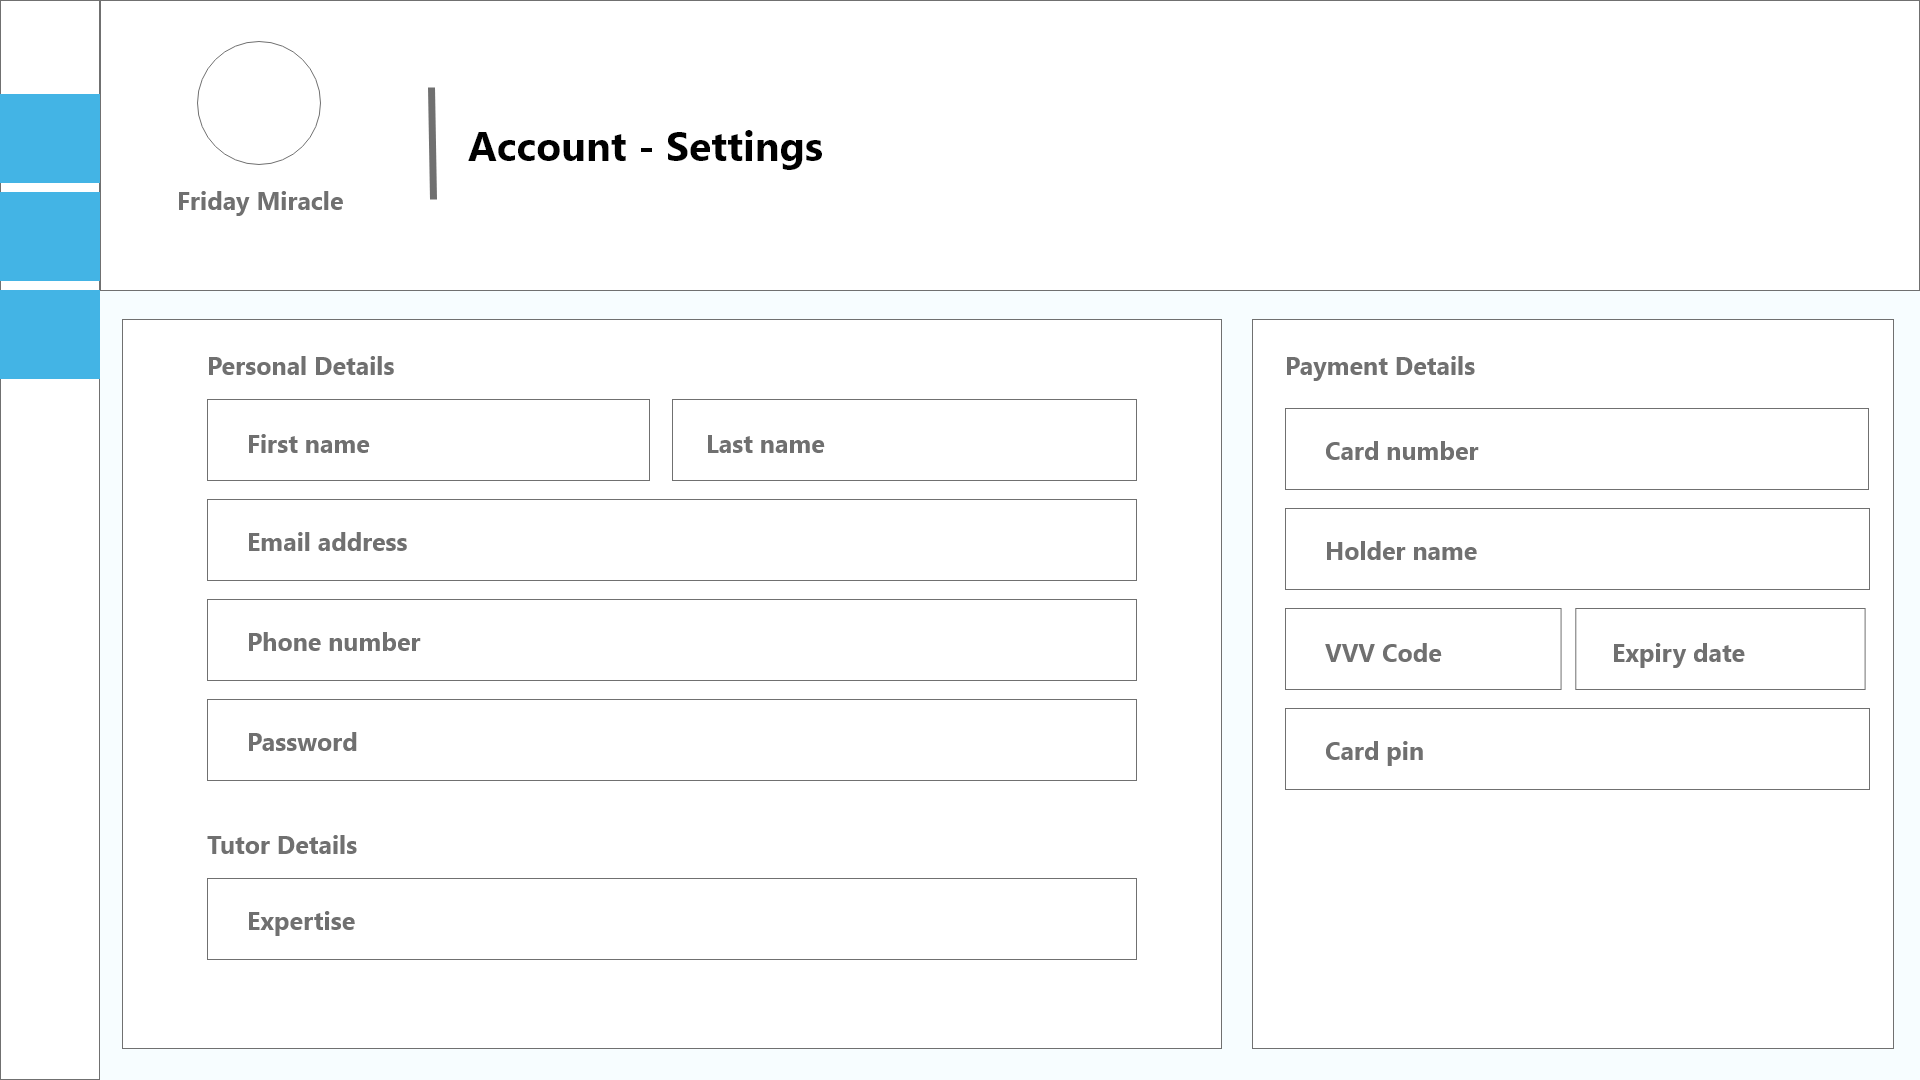 Friday Miracle
Account - Settings
Personal Details
First name
Last name
Email address
Phone number
Password
Tutor Details
Expertise
Payment Details
Card number
Holder name
VVV Code
Expiry date
Card pin